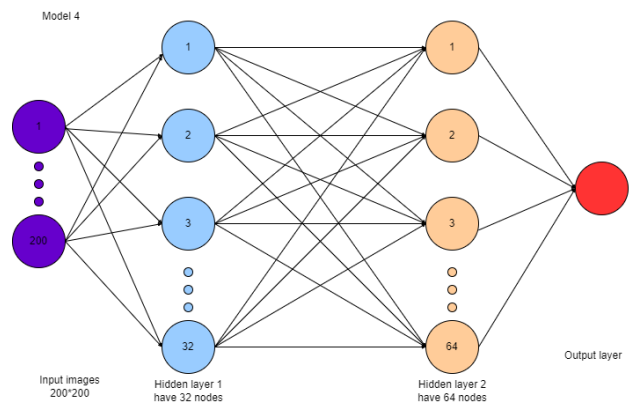 Model 4
1
200
1
2
3
32
1
2
3
64
Input images
200*200
Hidden layer 1
have 32 nodes
Hidden layer 2
have 64 nodes
Output layer